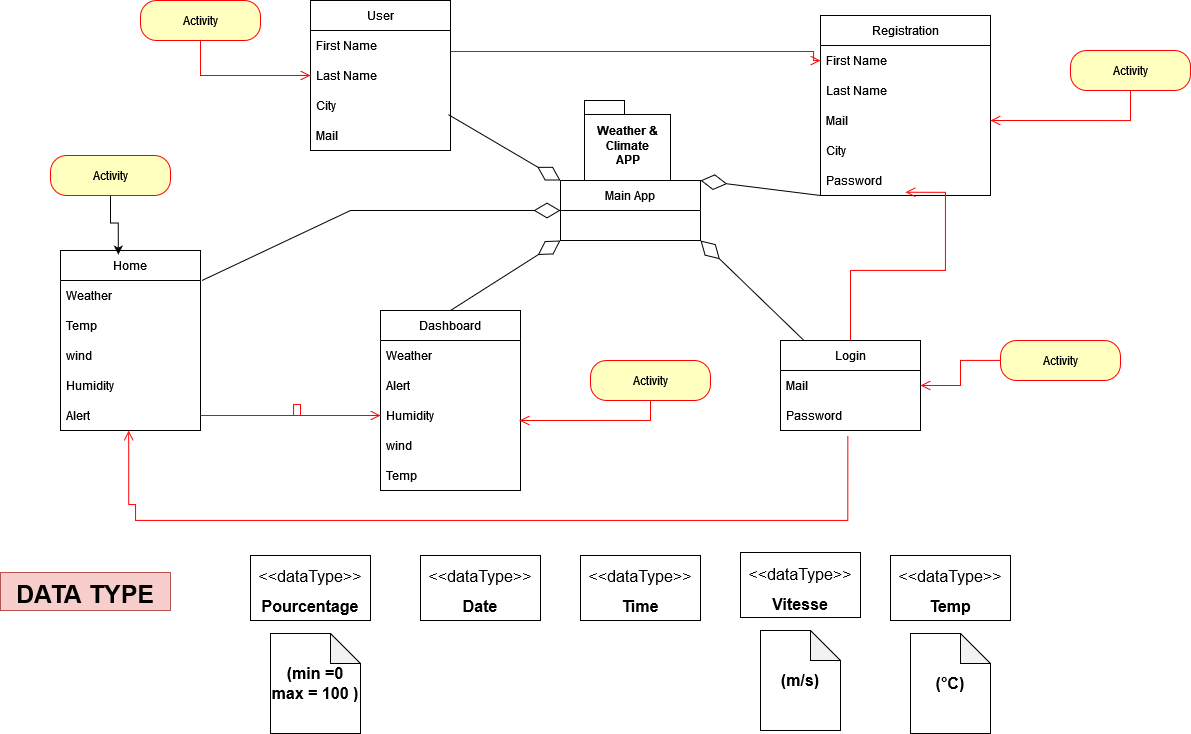 Activity
User
First Name
Last Name
City
Mail
Registration
First Name
Last Name
Mail
City
Password
Activity
Weather &
Climate
APP
Main App
Activity
Home
Weather
Temp
wind
Humidity
Alert
Dashboard
Weather
Alert
Humidity
wind
Temp
Activity
Login
Mail
Password
Activity
DATA TYPE
<<dataType>>
Pourcentage
<<dataType>>
Date
<<dataType>>
Time
<<dataType>>
Vitesse
<<dataType>>
Temp
(min =0
max = 100 )
(m/s)
(°C)